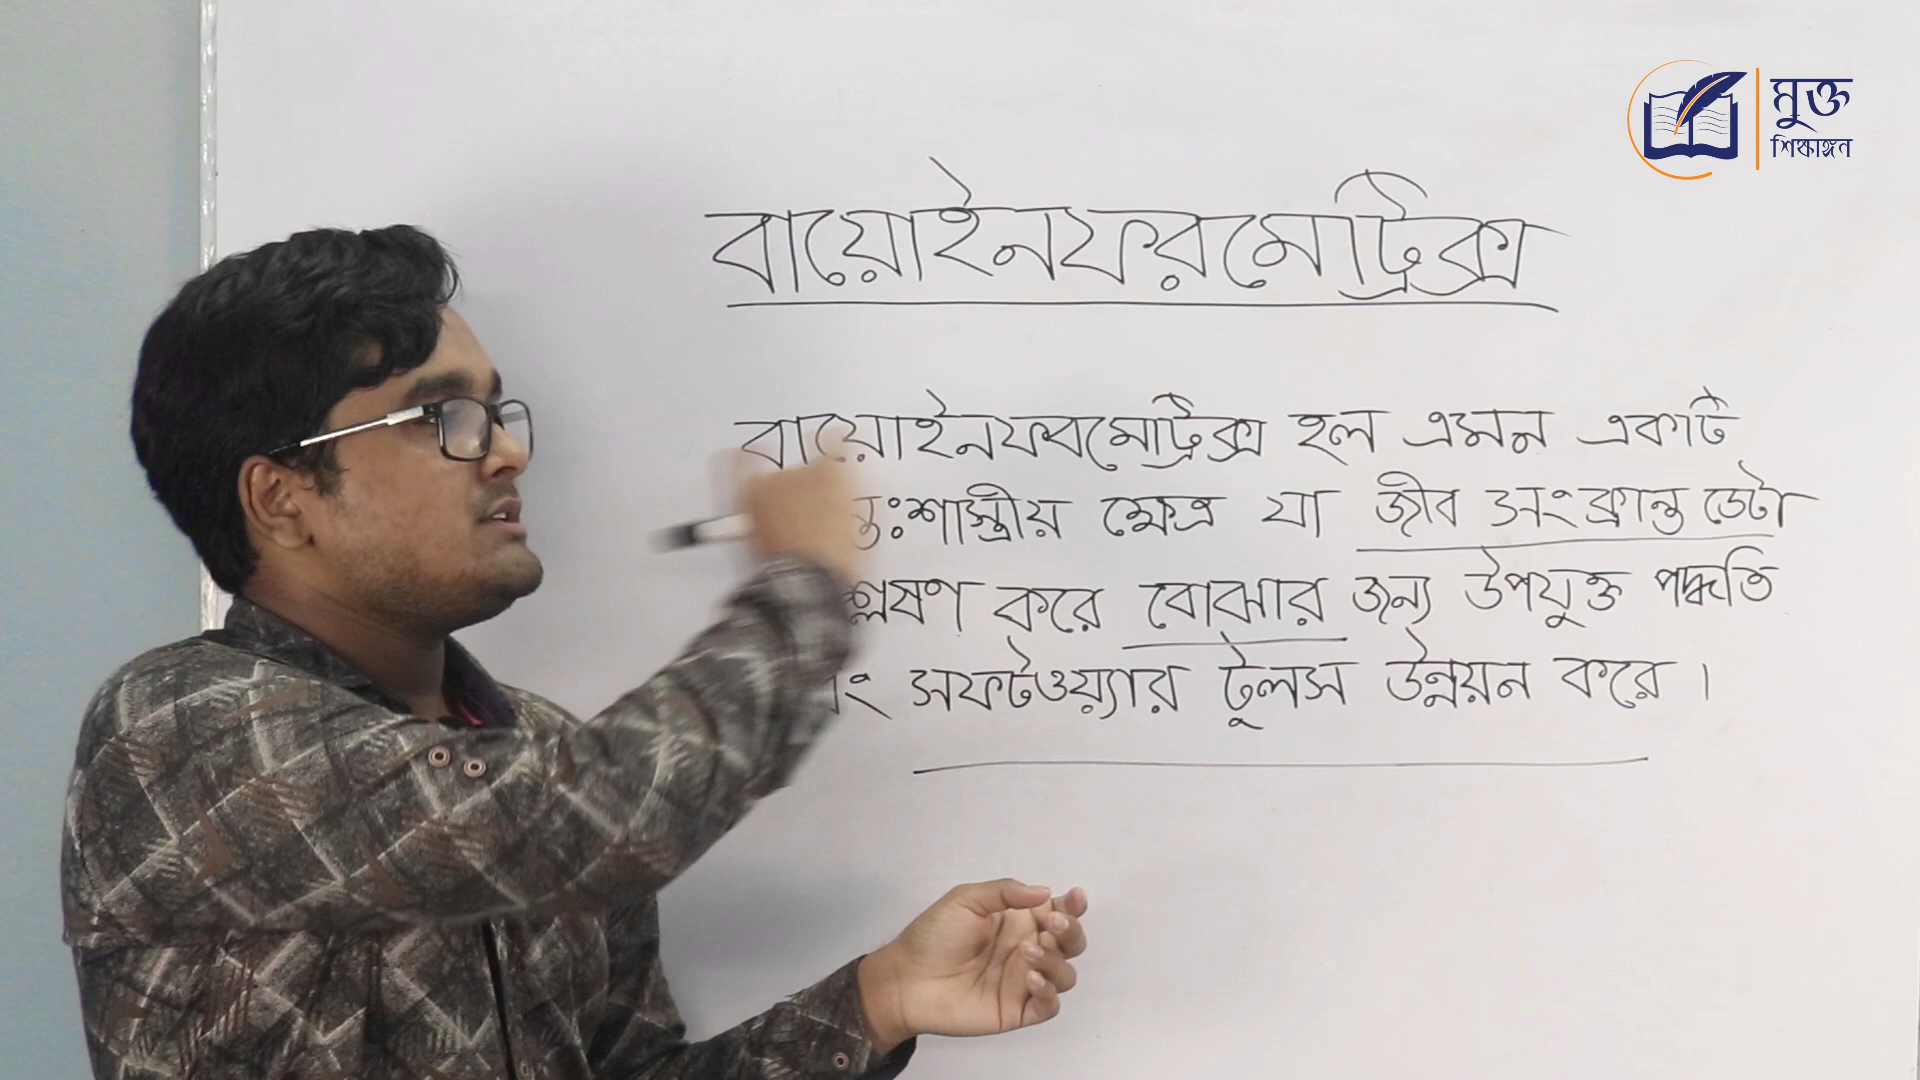 মুক্ত
শিক্ষাঙ্গন
বায়োইনফরমেট্রিক্স
বায়োইনফরমেট্রিক্স হল এমন একটি
ক্ষেত্র যা জীব সংক্রান্ত ডেটা
করে বোঝার জন্য উপযুক্ত পদ্ধতি
সফটওয়্যার টুলস উন্নয়ন করে।